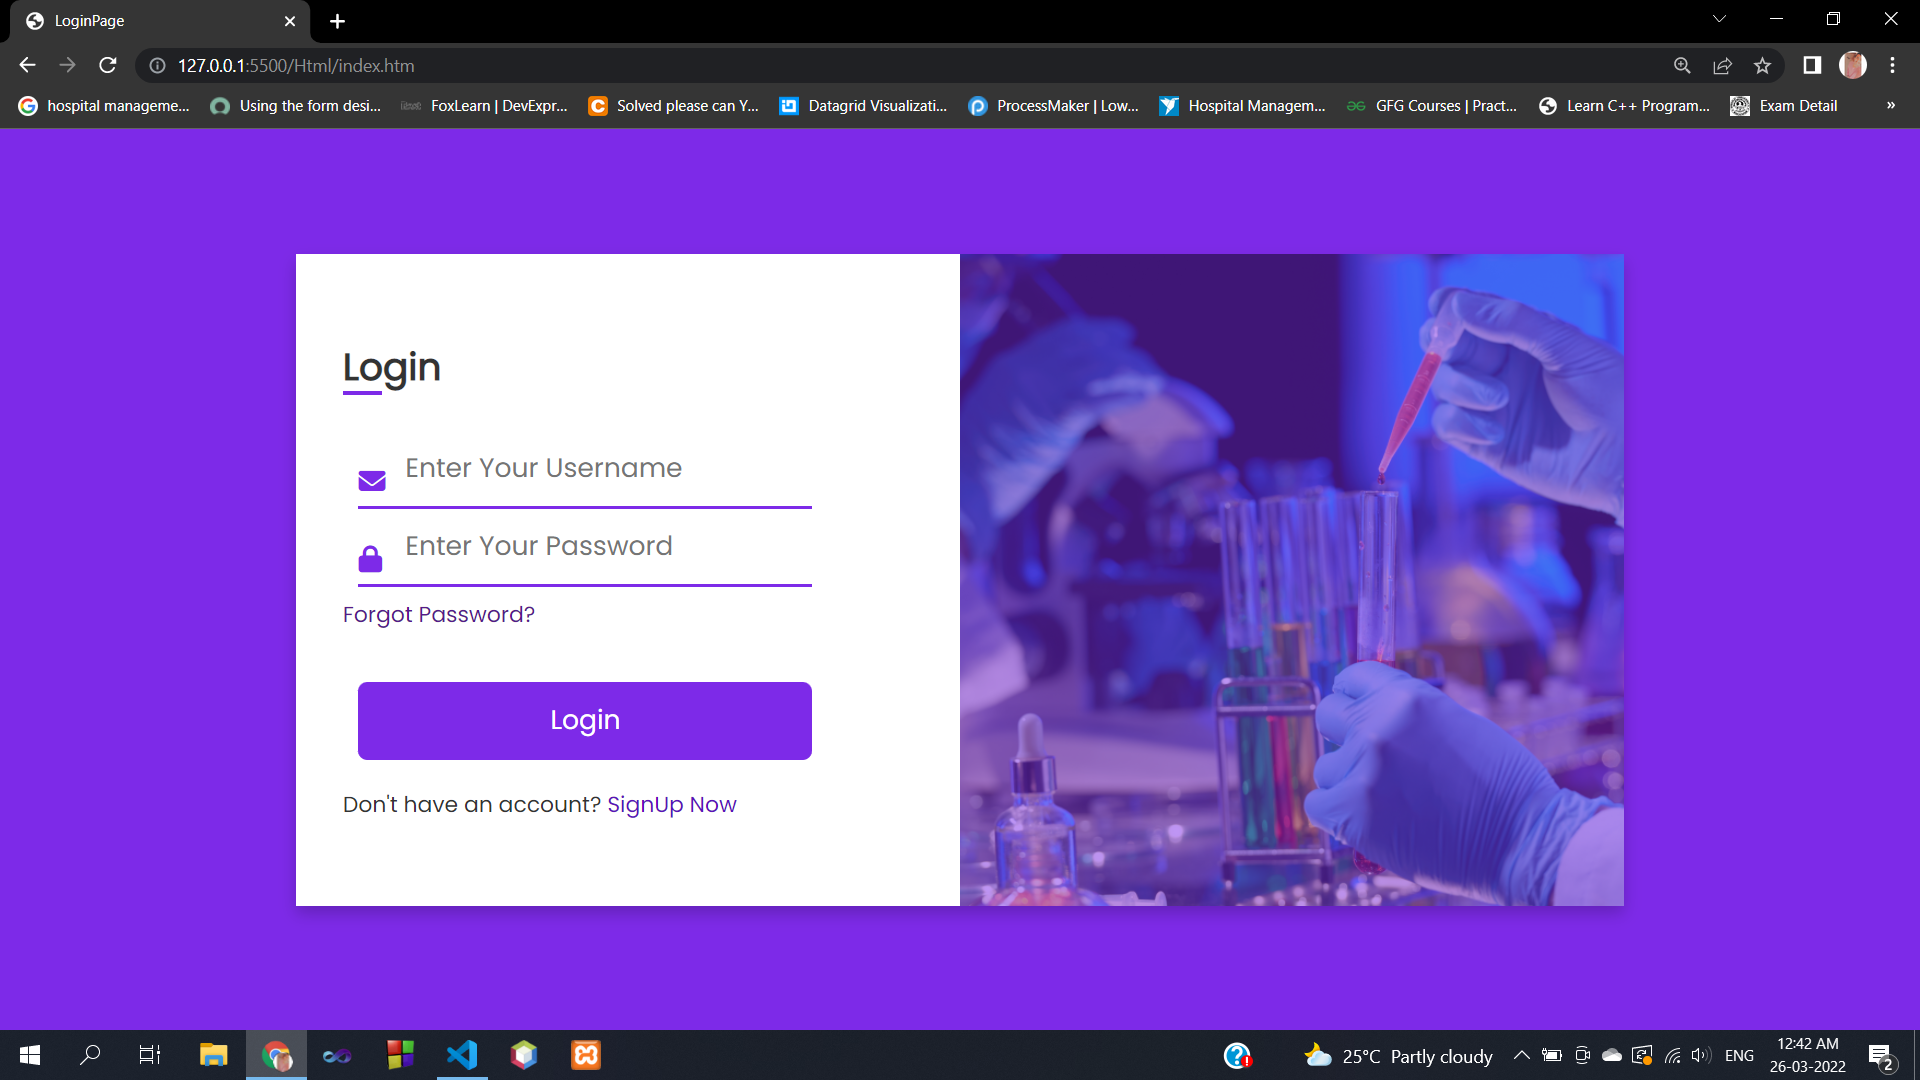 LoginPage
127.0.0.1:5500/Html/index.htm
hospital manageme...
Using the form desi...
FoxLearn | DevExpr...
Solved please can Y...
Datagrid Visualizati...
ProcessMaker | Low...
Hospital Managem...
GFG Courses | Pract...
Learn C++ Program...
Exam Detail
»
Login
Enter Your Username
Enter Your Password
Forgot Password?
Login
Don't have an account? SignUp Now
25°C Partly cloudy
ENG
12:42 AM
26-03-2022
2